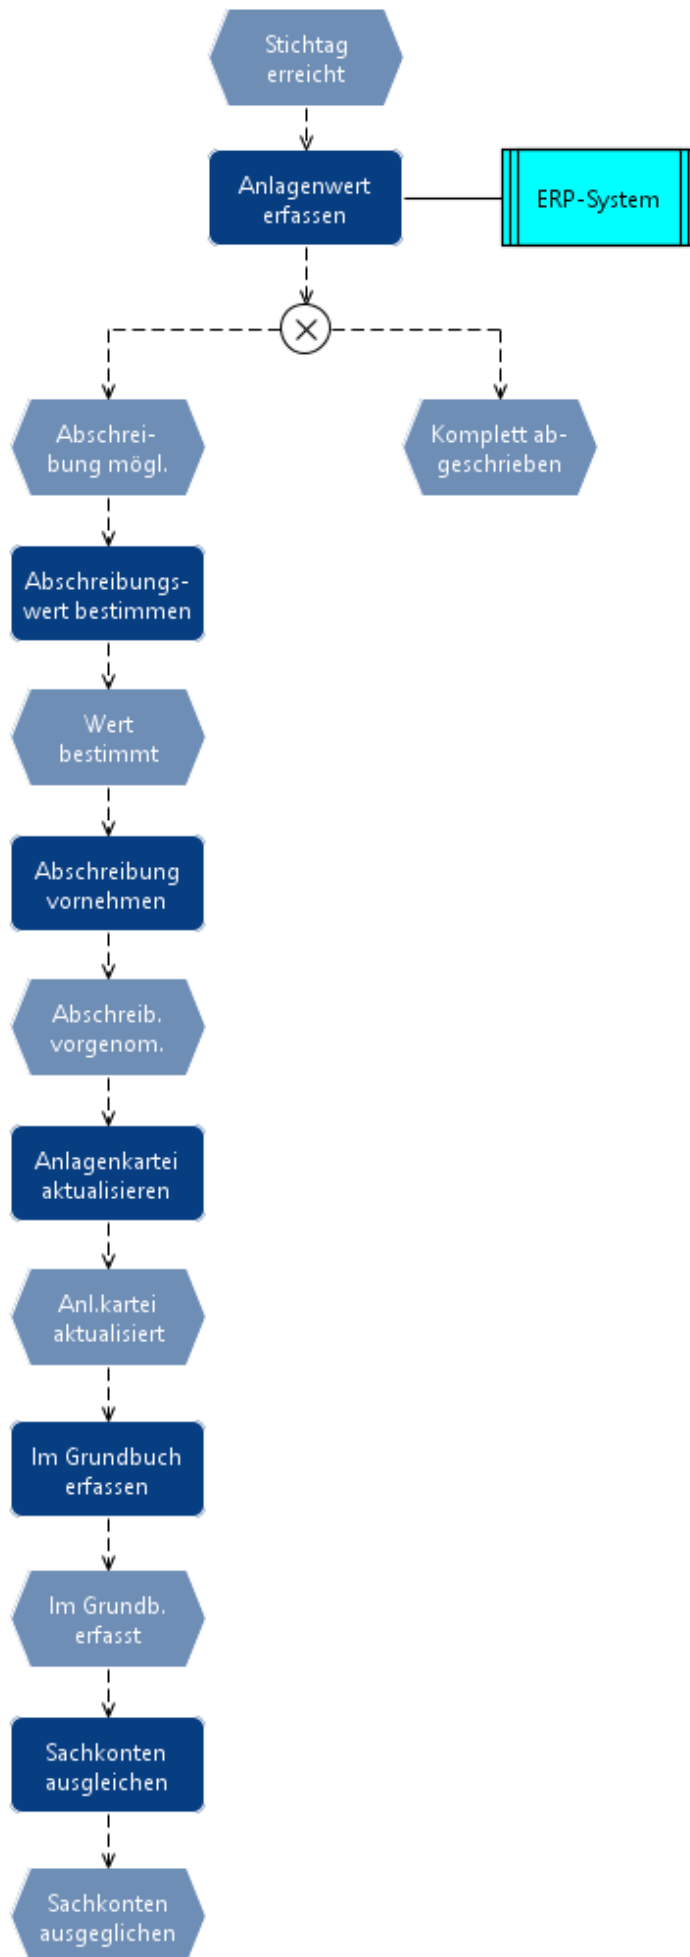 Stichtag
erreicht
Anlagenwert
erfassen
ERP-System
Abschrei-
bung mögl.
Komplett ab-
geschrieben
Abschreibungs-
wert bestimmen
Wert
bestimmt
Abschreibung
vornehmen
Abschreib.
vorgenom.
Anlagenkartei
aktualisieren
Anl.kartei
aktualisiert
Im Grundbuch
erfassen
Im Grundb.
erfasst
Sachkonten
ausgleichen
Sachkonten
ausgeglichen